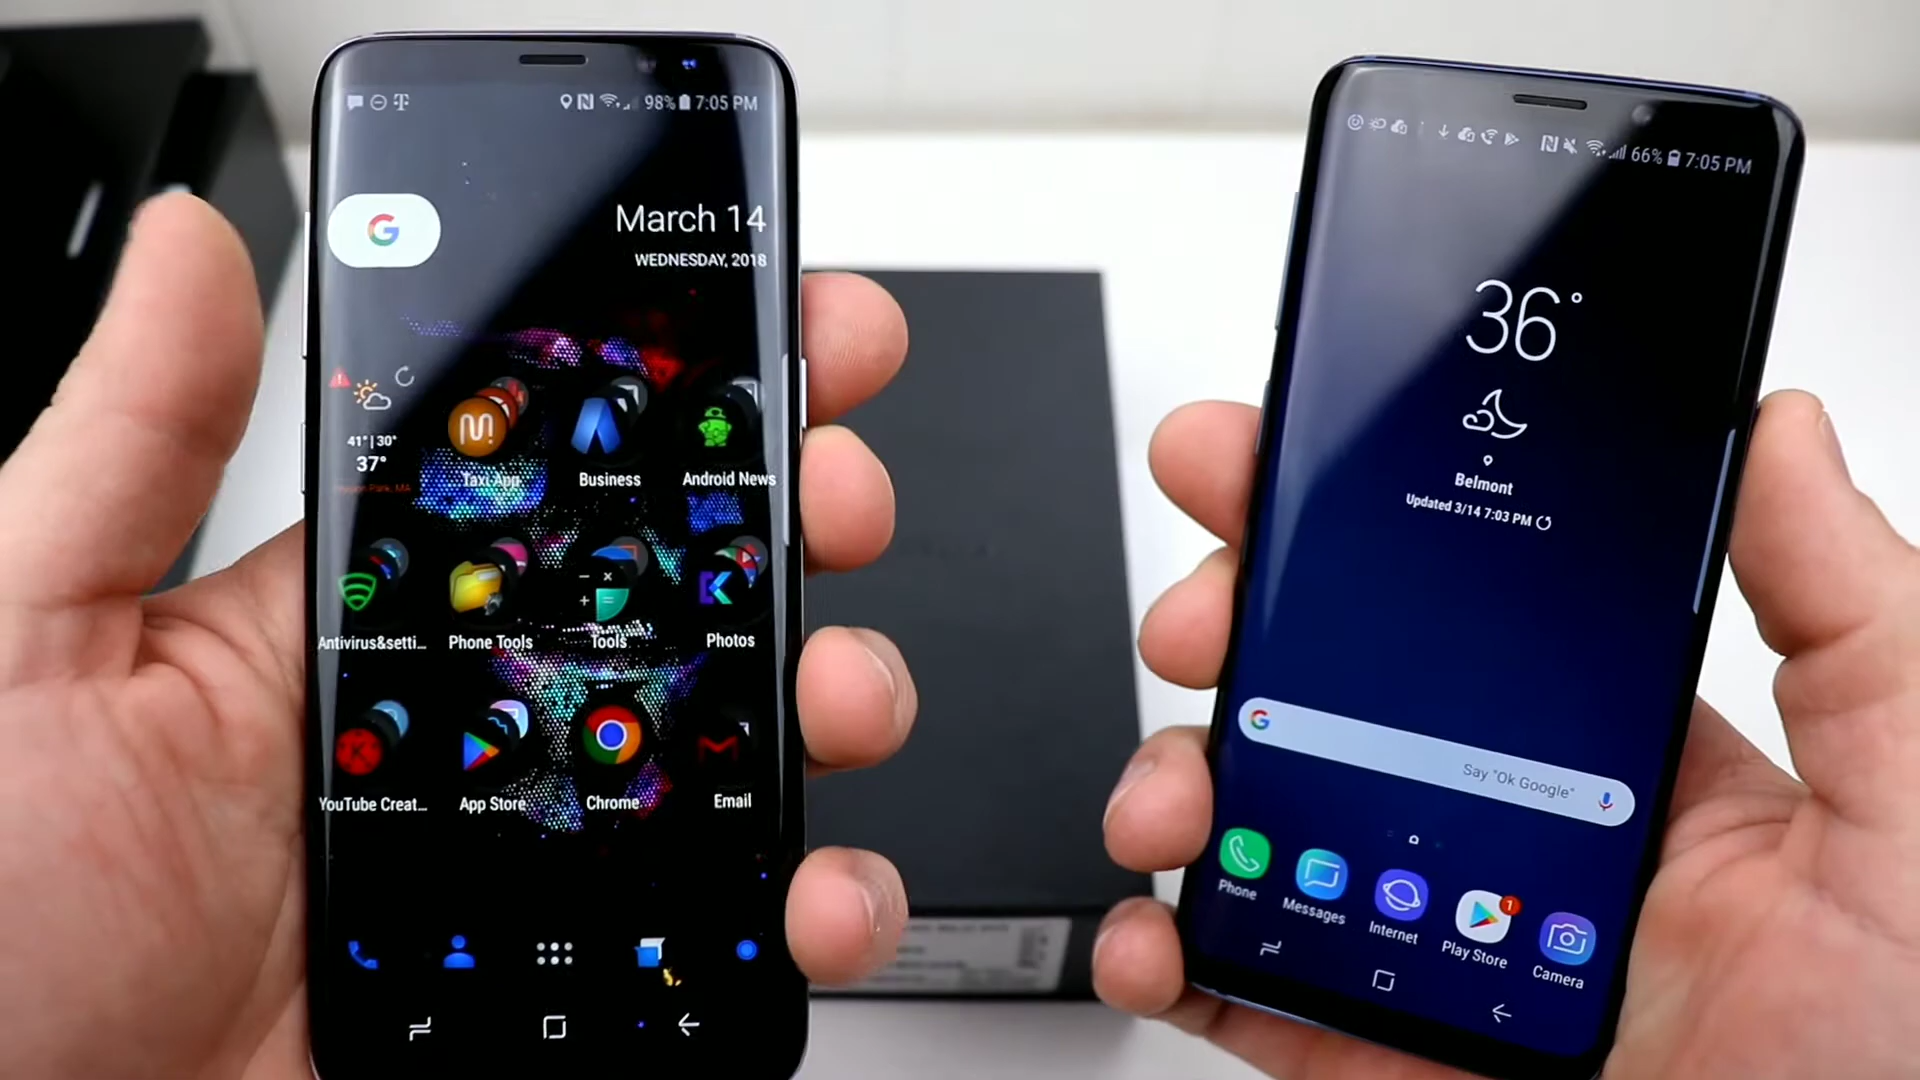 98% 7:05 PM
G
March 14
WEDNESDAY, 2018
41° | 30°
37°
Taxi App
Business
Android News
Antivirus&setti...
Phone Tools
Tools
Photos
YouTube Creat...
App Store
Chrome
Email
66% 7:05 PM
36°
Belmont
Updated 3/14 7:03 PM
G
Say "Ok Google"
1
Phone
Messages
Internet
Play Store
Camera